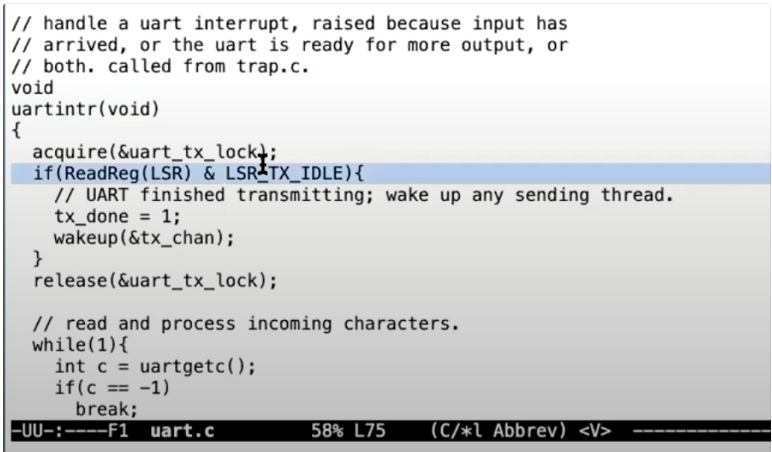 // handle a uart interrupt, raised because input has
// arrived, or the uart is ready for more output, or
// both. called from trap.c.
void
uartintr(void)
{
  acquire(&uart_tx_lock);
  if(ReadReg(LSR) & LSR_TX_IDLE){
    // UART finished transmitting; wake up any sending thread.
    tx_done = 1;
    wakeup(&tx_chan);
  }
  release(&uart_tx_lock);

  // read and process incoming characters.
  while(1){
    int c = uartgetc();
    if(c == -1)
      break;
-UU-:----F1  uart.c         58% L75    (C/*l Abbrev) <V>  -------------